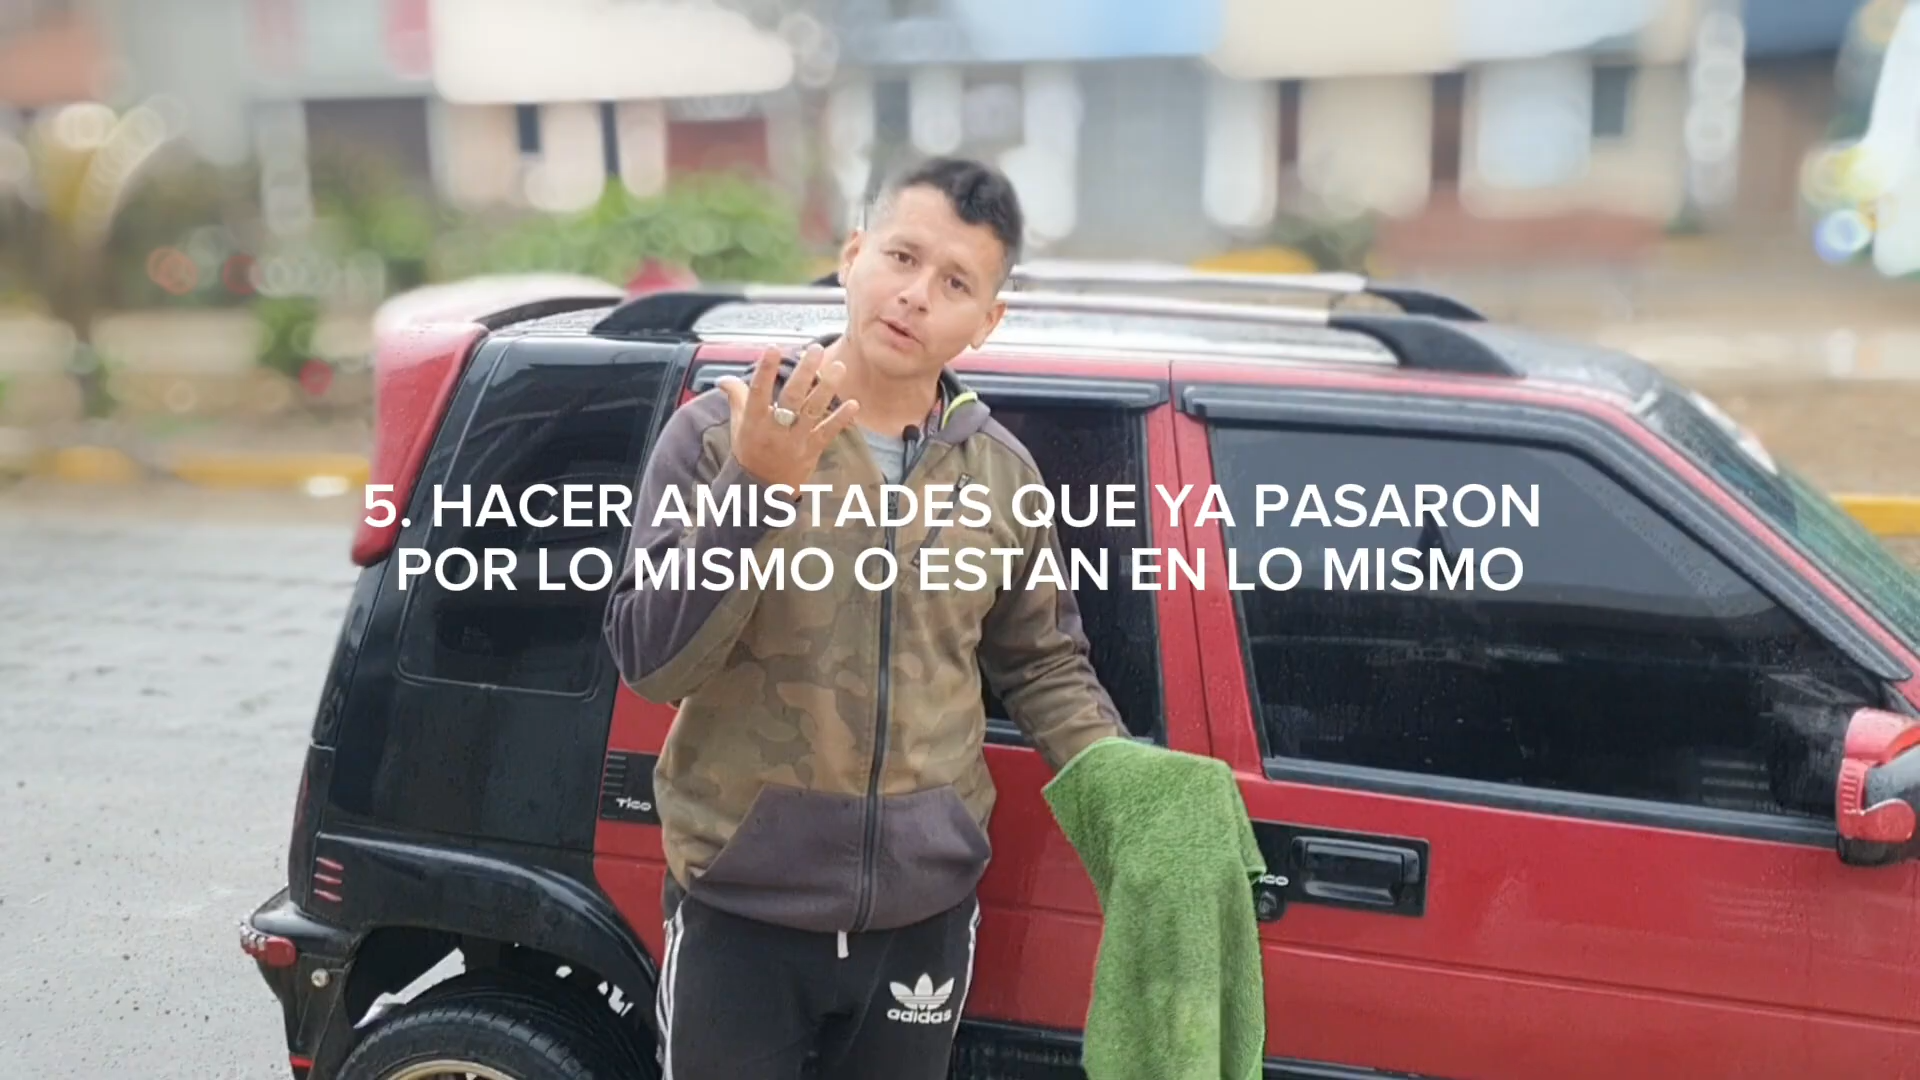 5. HACER AMISTADES QUE YA PASARON
POR LO MISMO O ESTAN EN LO MISMO
TICO
adidas